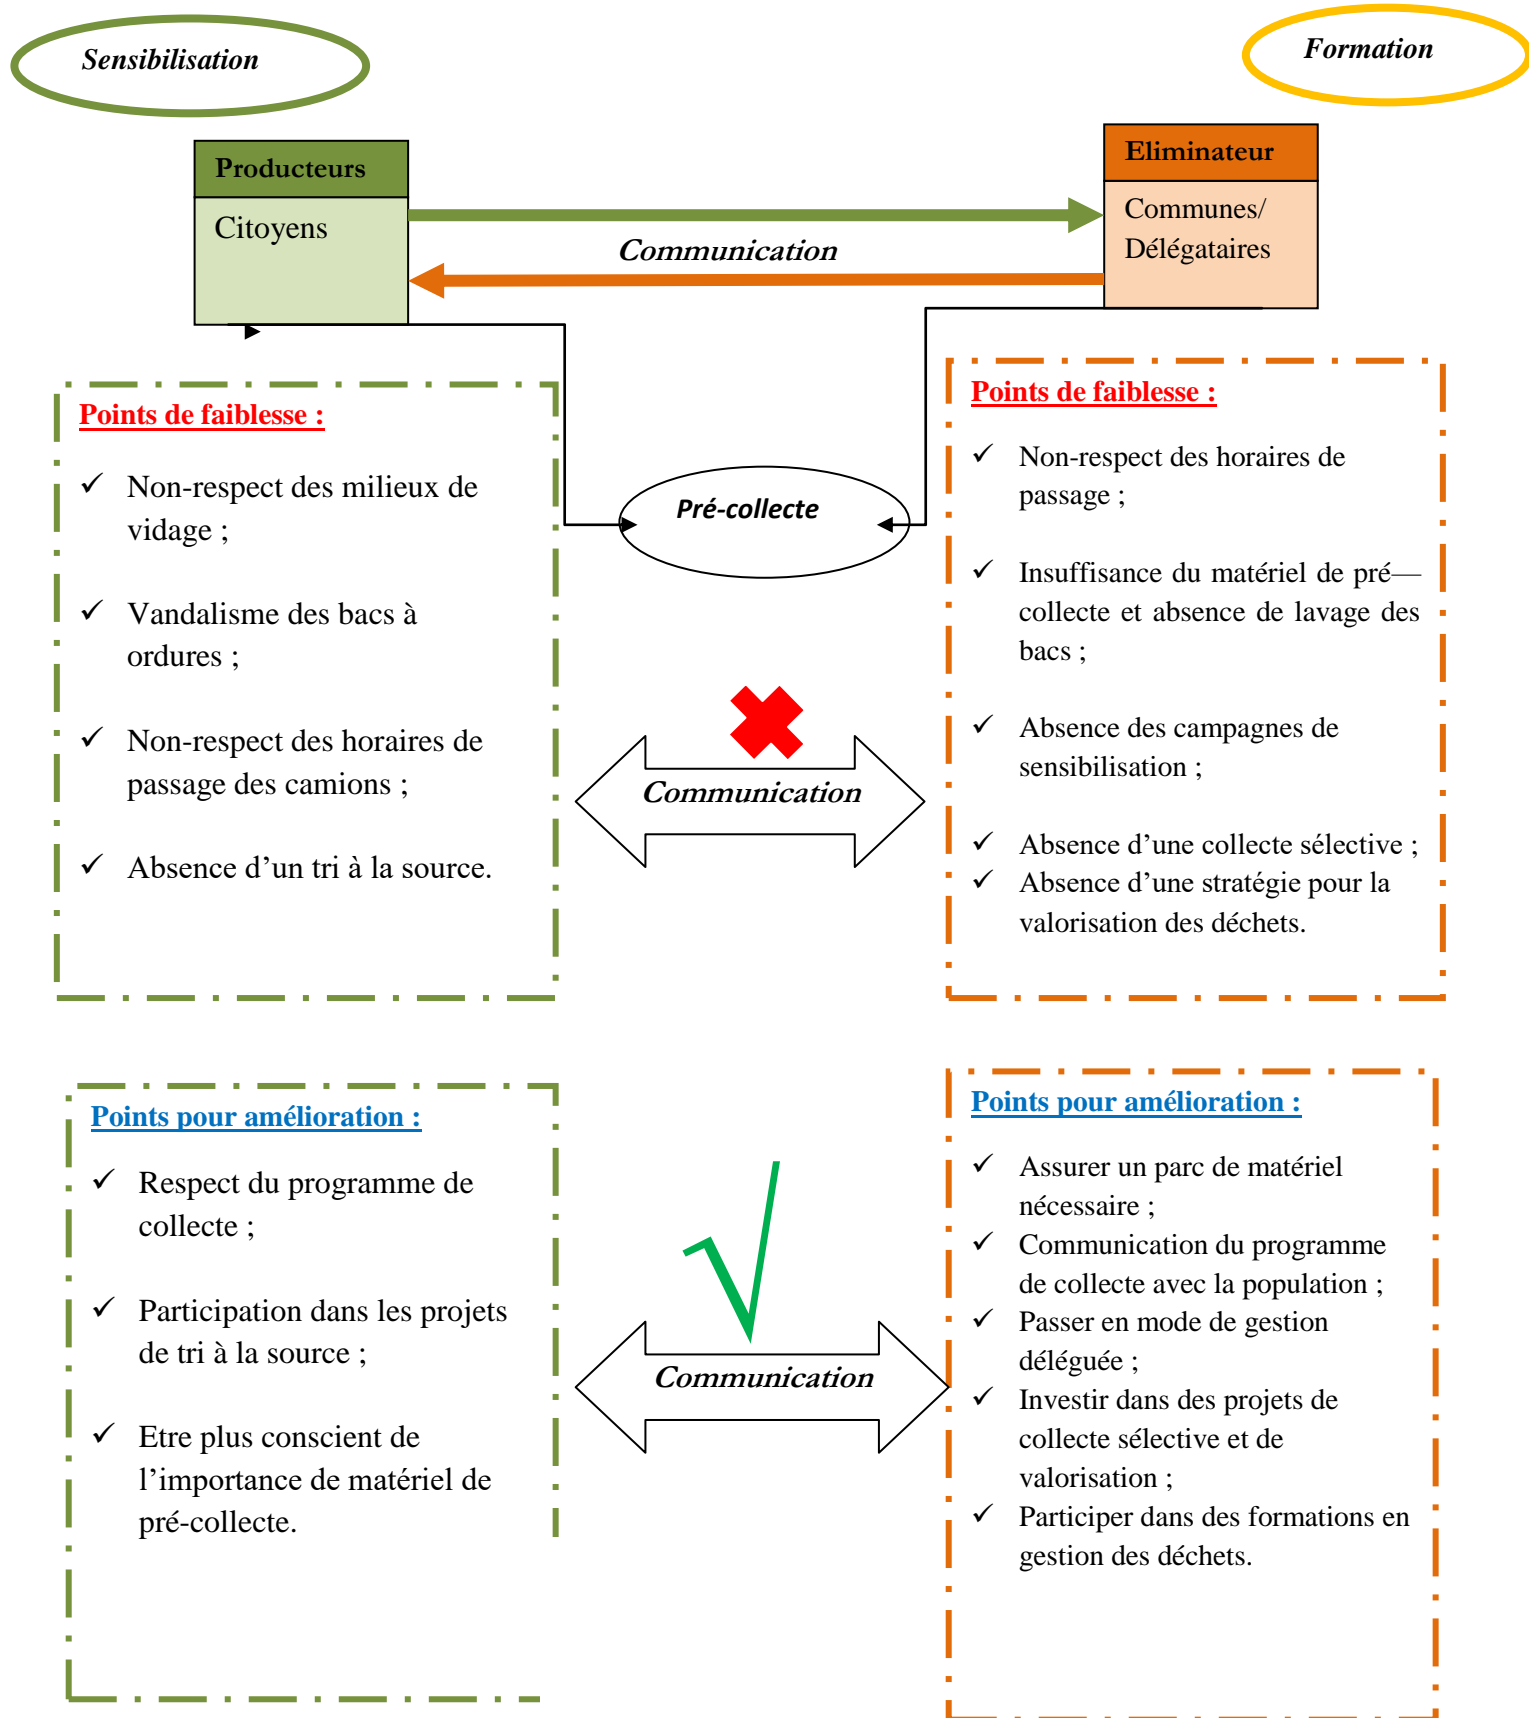 Sensibilisation
Formation
Producteurs
Citoyens
Eliminateur
Communes/
Délégataires
Communication
Points de faiblesse :
✓ Non-respect des milieux de
vidage ;
✓ Vandalisme des bacs à
ordures ;
✓ Non-respect des horaires de
passage des camions ;
✓ Absence d’un tri à la source.
Pré-collecte
Communication
Points de faiblesse :
✓ Non-respect des horaires de
passage ;
✓ Insuffisance du matériel de pré—
collecte et absence de lavage des
bacs ;
✓ Absence des campagnes de
sensibilisation ;
✓ Absence d’une collecte sélective ;
✓ Absence d’une stratégie pour la
valorisation des déchets.
Points pour amélioration :
✓ Respect du programme de
collecte ;
✓ Participation dans les projets
de tri à la source ;
✓ Etre plus conscient de
l’importance de matériel de
pré-collecte.
Communication
Points pour amélioration :
✓ Assurer un parc de matériel
nécessaire ;
✓ Communication du programme
de collecte avec la population ;
✓ Passer en mode de gestion
déléguée ;
✓ Investir dans des projets de
collecte sélective et de
valorisation ;
✓ Participer dans des formations en
gestion des déchets.